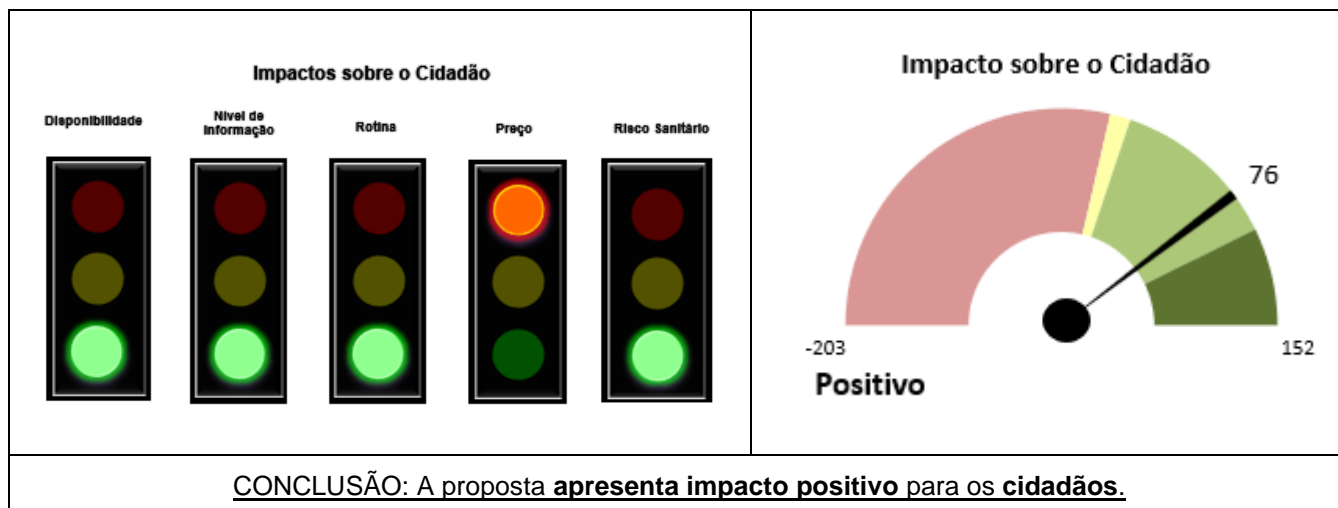 Impactos sobre o Cidadão
Disponibilidade
Nível de
Informação
Rotina
Preço
Risco Sanitário
Impacto sobre o Cidadão
76
-203
152
Positivo
CONCLUSÃO: A proposta apresenta impacto positivo para os cidadãos.